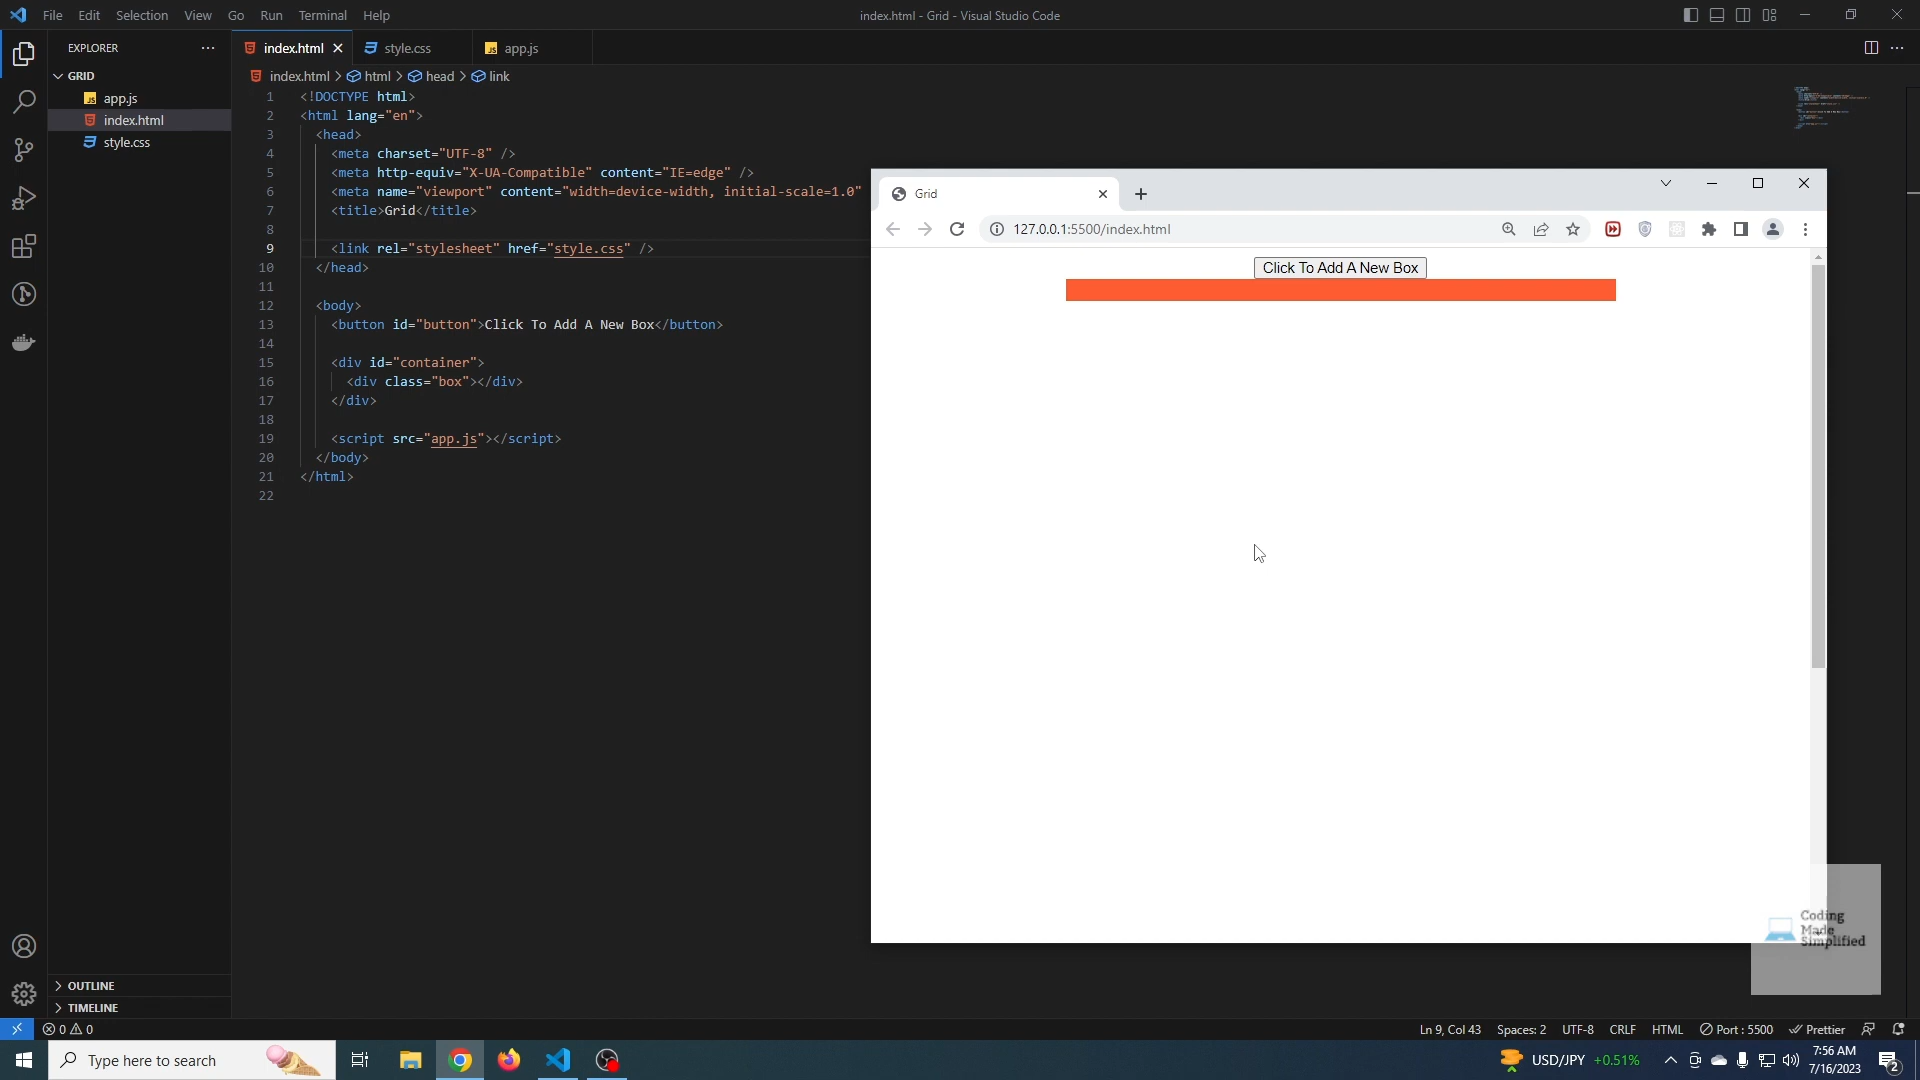 File Edit Selection View Go Run Terminal Help
index.html - Grid - Visual Studio Code
EXPLORER
GRID
app.js
index.html
style.css
OUTLINE
TIMELINE
index.html style.css app.js
index.html > html > head > link
1 <!DOCTYPE html>
2 <html lang="en">
3 <head>
4 <meta charset="UTF-8" />
5 <meta http-equiv="X-UA-Compatible" content="IE=edge" />
6 <meta name="viewport" content="width=device-width, initial-scale=1.0"
7 <title>Grid</title>
8
9 <link rel="stylesheet" href="style.css" />
10 </head>
11
12 <body>
13 <button id="button">Click To Add A New Box</button>
14
15 <div id="container">
16 <div class="box"></div>
17 </div>
18
19 <script src="app.js"></script>
20 </body>
21 </html>
22
Grid
127.0.0.1:5500/index.html
Click To Add A New Box
Coding
Made
Simplified
0 0
Ln 9, Col 43 Spaces: 2 UTF-8 CRLF HTML Port : 5500 Prettier
Type here to search
USD/JPY +0.51%
7:56 AM
7/16/2023
2